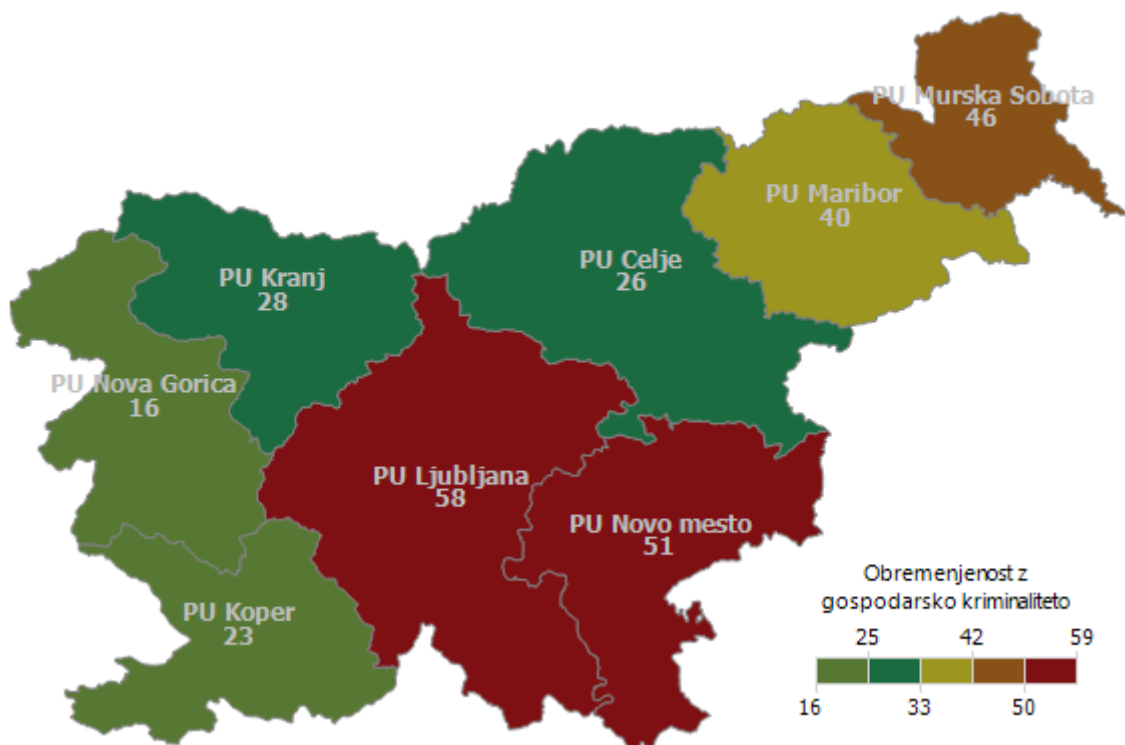 PU Murska Sobota
46
PU Maribor
40
PU Celje
26
PU Kranj
28
PU Nova Gorica
16
PU Ljubljana
58
PU Novo mesto
51
PU Koper
23
Obremenjenost z
gospodarsko kriminaliteto
25 42 59
16 33 50